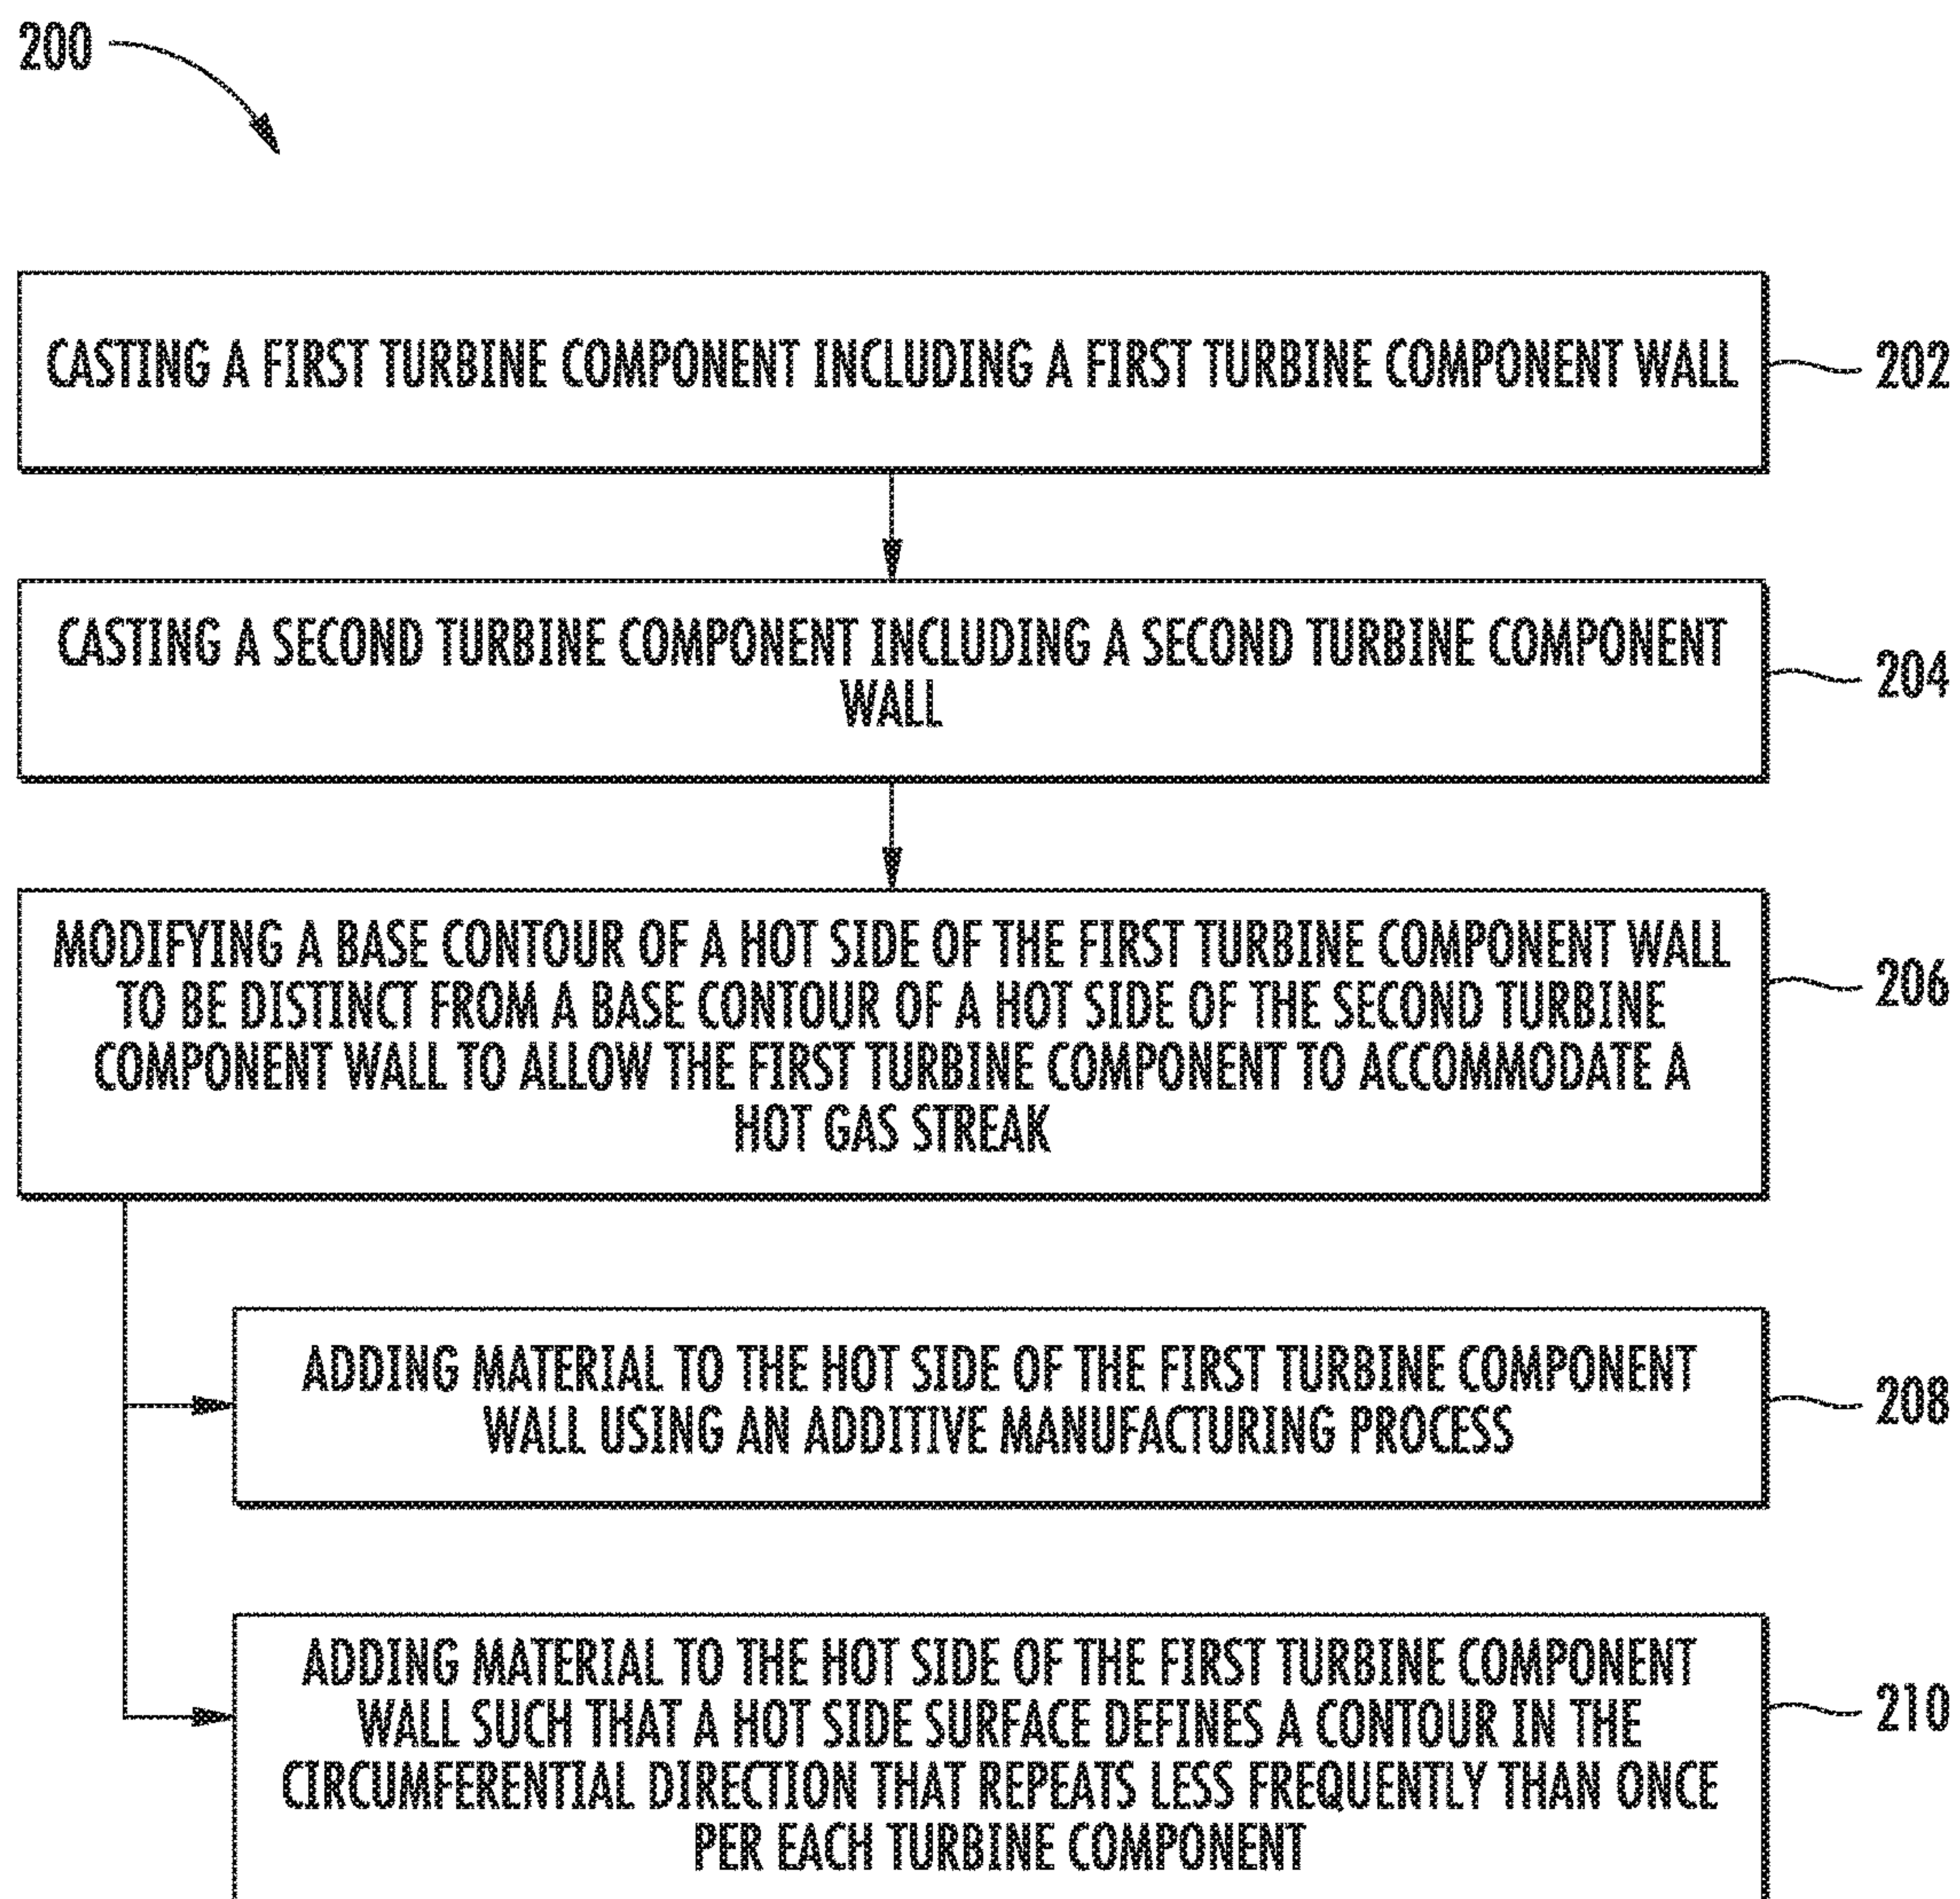 200
CASTING A FIRST TURBINE COMPONENT INCLUDING A FIRST TURBINE COMPONENT WALL
202
CASTING A SECOND TURBINE COMPONENT INCLUDING A SECOND TURBINE COMPONENT
WALL
204
MODIFYING A BASE CONTOUR OF A HOT SIDE OF THE FIRST TURBINE COMPONENT WALL
TO BE DISTINCT FROM A BASE CONTOUR OF A HOT SIDE OF THE SECOND TURBINE
COMPONENT WALL TO ALLOW THE FIRST TURBINE COMPONENT TO ACCOMMODATE A
HOT GAS STREAK
206
ADDING MATERIAL TO THE HOT SIDE OF THE FIRST TURBINE COMPONENT
WALL USING AN ADDITIVE MANUFACTURING PROCESS
208
ADDING MATERIAL TO THE HOT SIDE OF THE FIRST TURBINE COMPONENT
WALL SUCH THAT A HOT SIDE SURFACE DEFINES A CONTOUR IN THE
CIRCUMFERENTIAL DIRECTION THAT REPEATS LESS FREQUENTLY THAN ONCE
PER EACH TURBINE COMPONENT
210